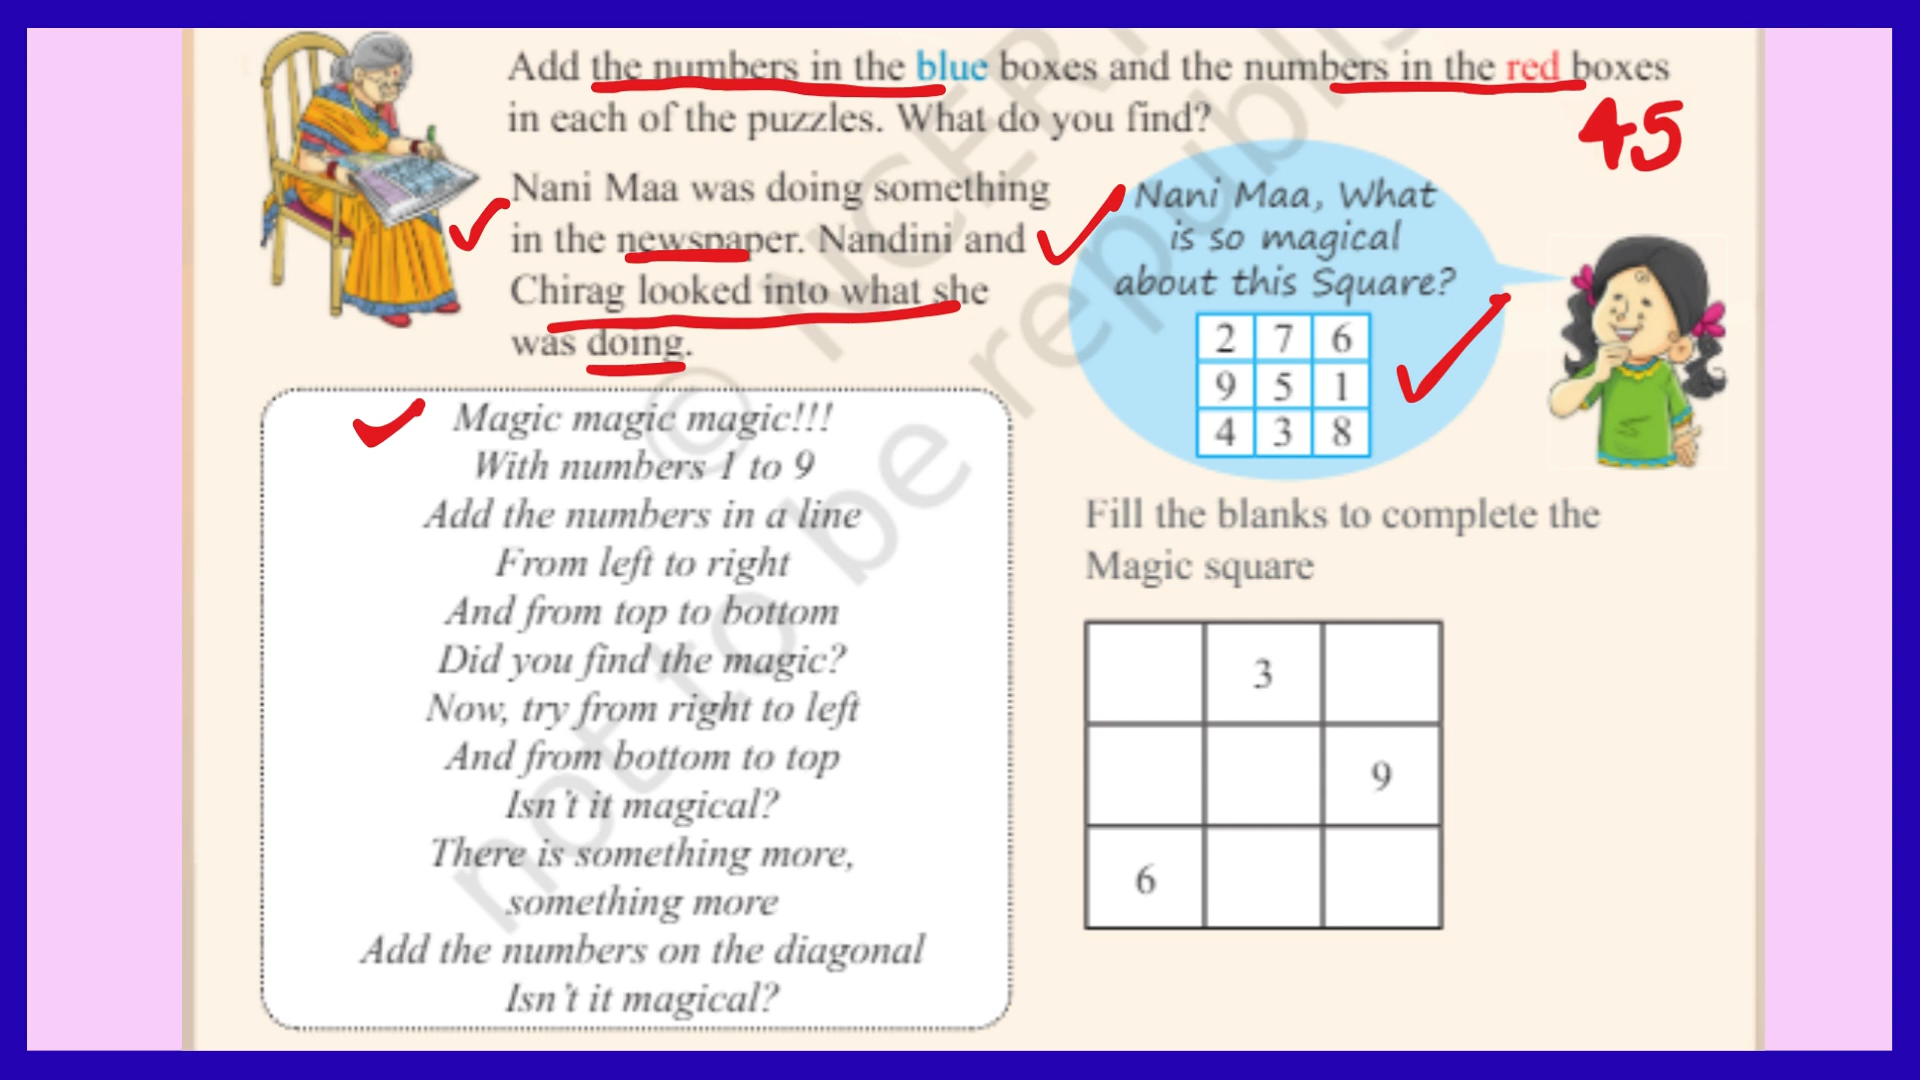 Add the numbers in the blue boxes and the numbers in the red boxes
in each of the puzzles. What do you find?
45
Nani Maa was doing something
in the newspaper. Nandini and
Chirag looked into what she
was doing.
Nani Maa, What
is so magical
about this Square?
2 7 6
9 5 1
4 3 8
Magic magic magic!!!
With numbers 1 to 9
Add the numbers in a line
From left to right
And from top to bottom
Did you find the magic?
Now, try from right to left
And from bottom to top
Isn't it magical?
There is something more,
something more
Add the numbers on the diagonal
Isn't it magical?
Fill the blanks to complete the
Magic square
3
9
6
© NCERT
not to be republis